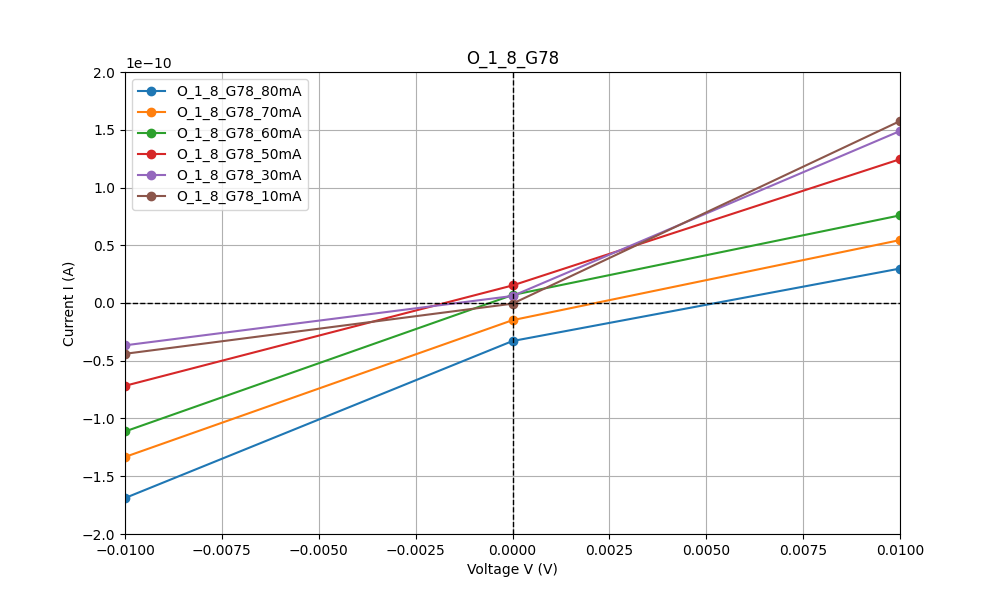 O_1_8_G78
1e−10
2.0
1.5
1.0
0.5
0.0
−0.5
−1.0
−1.5
−2.0
Current I (A)
O_1_8_G78_80mA
O_1_8_G78_70mA
O_1_8_G78_60mA
O_1_8_G78_50mA
O_1_8_G78_30mA
O_1_8_G78_10mA
−0.0100 −0.0075 −0.0050 −0.0025 0.0000 0.0025 0.0050 0.0075 0.0100
Voltage V (V)